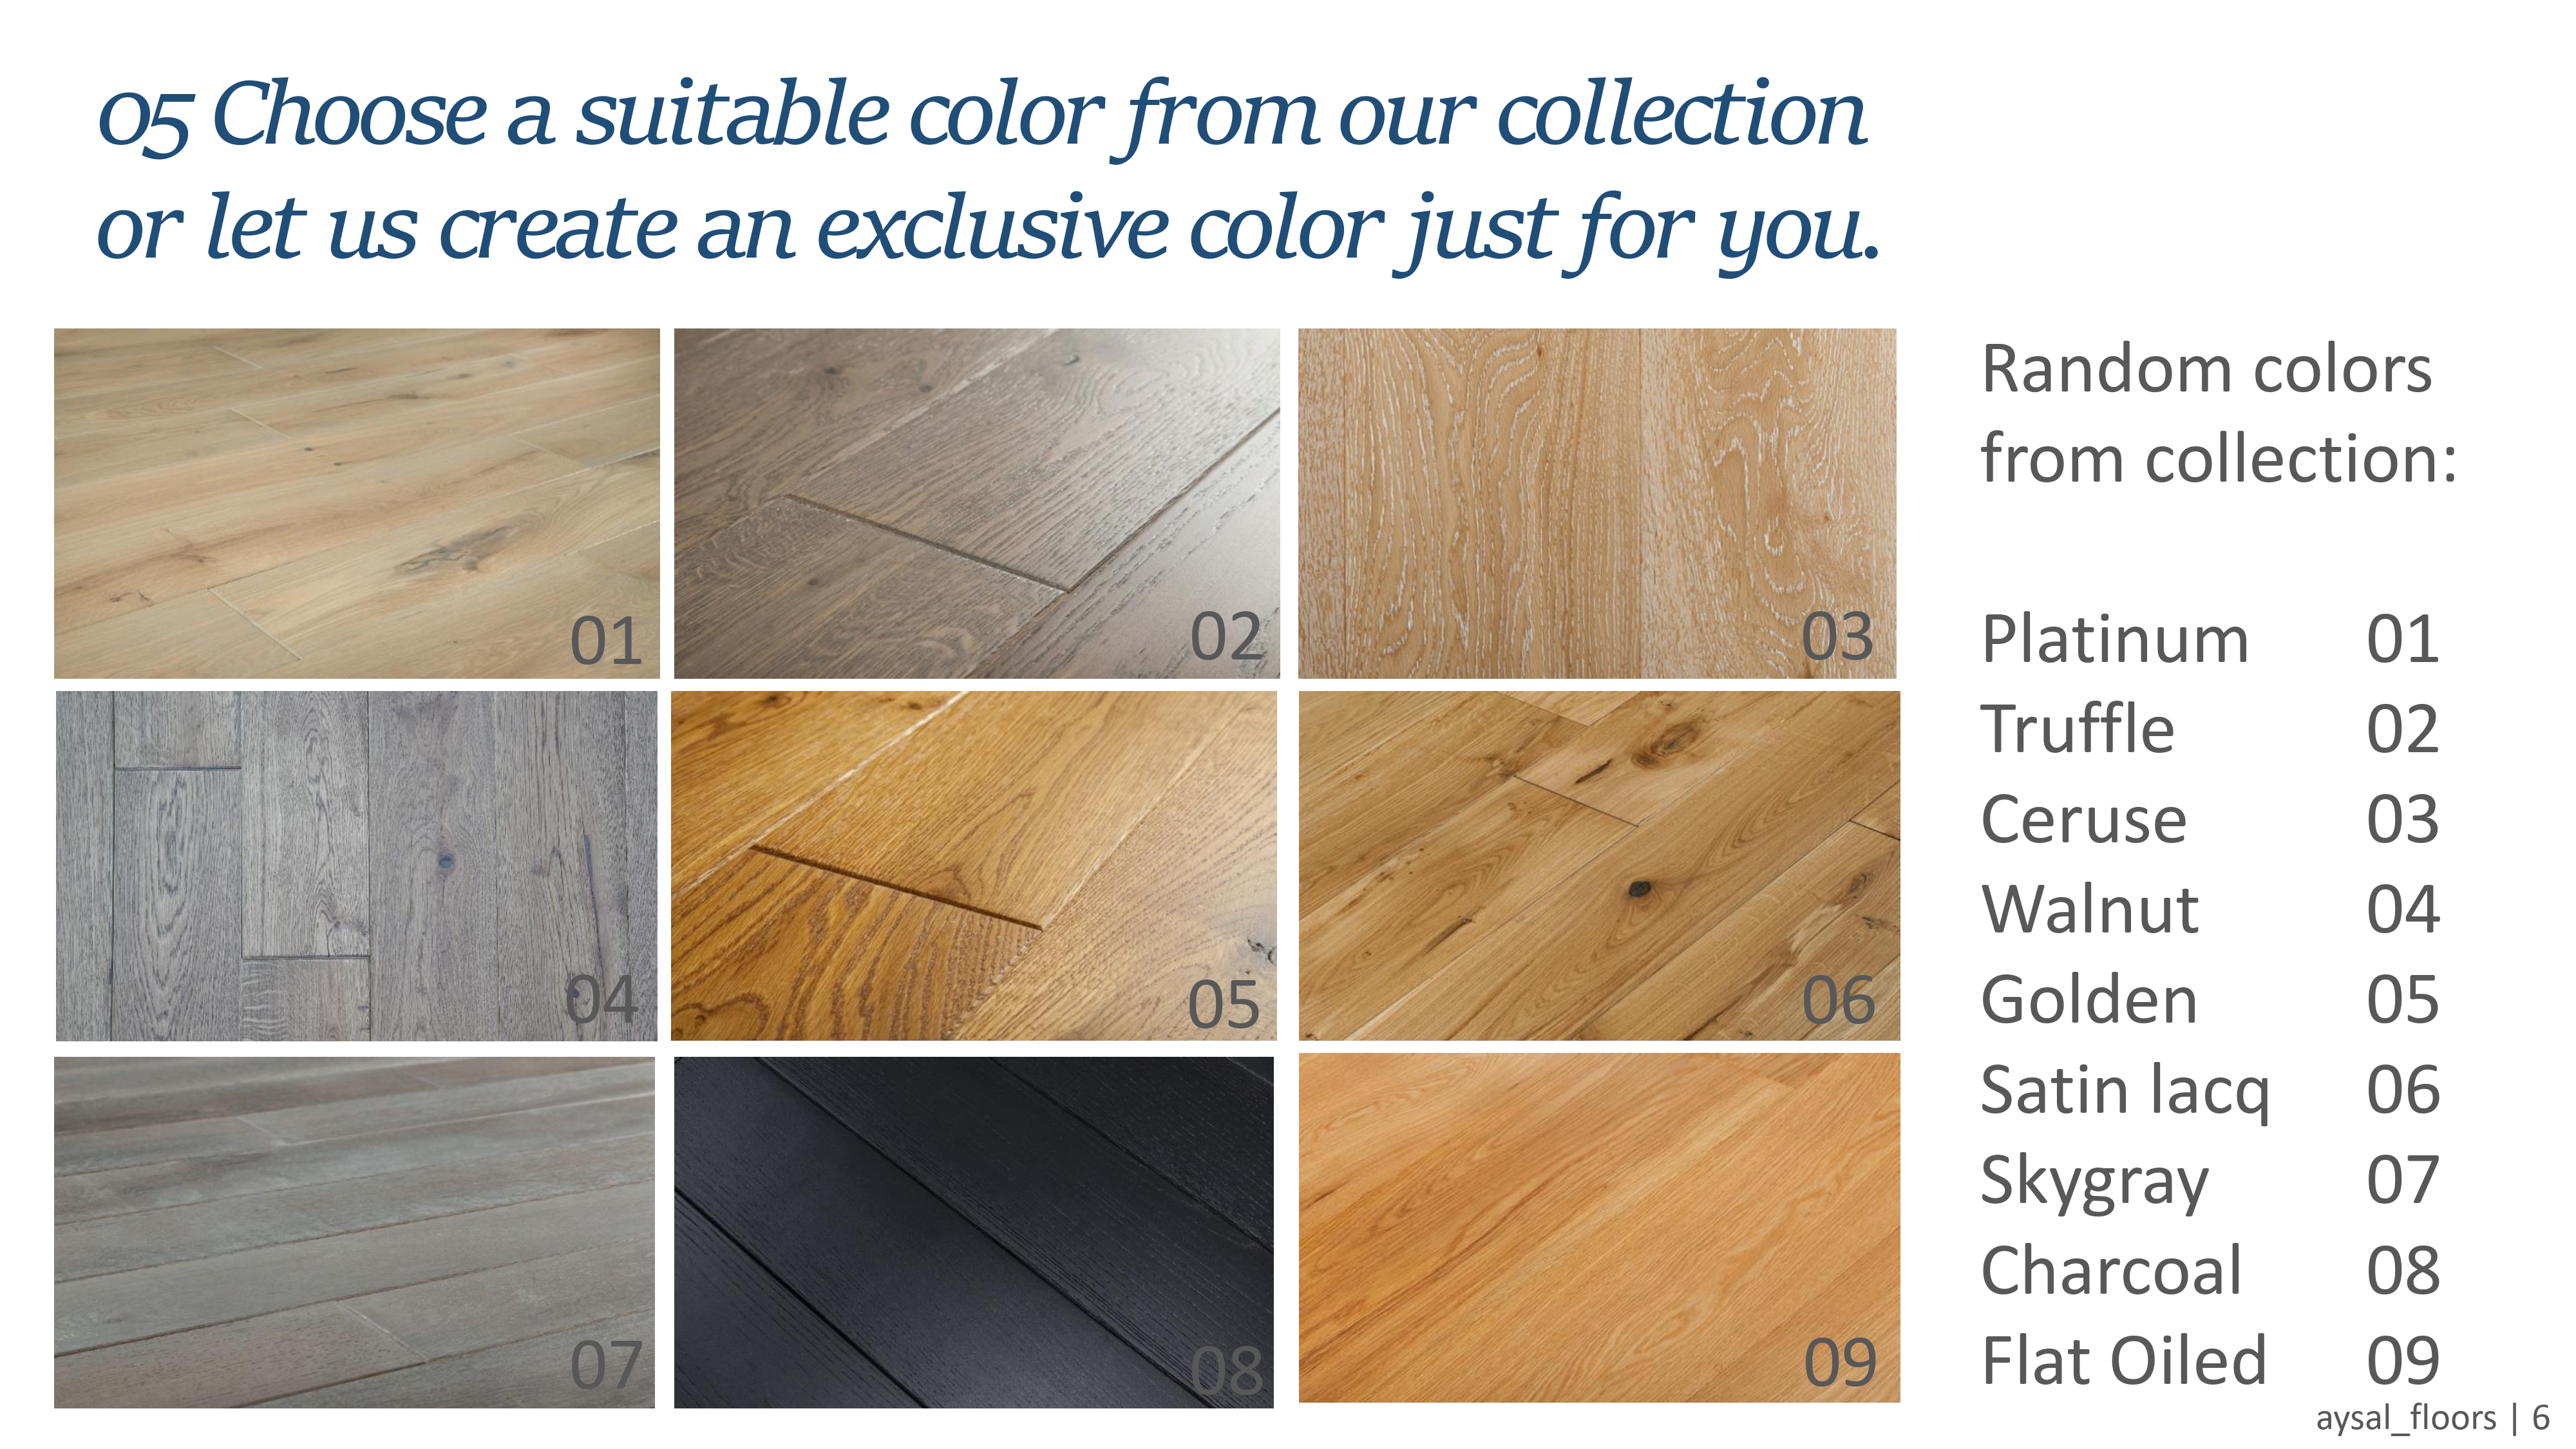 05 Choose a suitable color from our collection
or let us create an exclusive color just for you.
01
02
03
04
05
06
07
08
09
Random colors
from collection:
Platinum 01
Truffle 02
Ceruse 03
Walnut 04
Golden 05
Satin lacq 06
Skygray 07
Charcoal 08
Flat Oiled 09
aysal_floors | 6